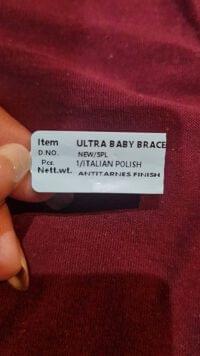 Item ULTRA BABY BRACE
D.NO. NEW/SPL
Pcs. 1/ITALIAN POLISH
Nett.wt. ANTITARNES FINISH